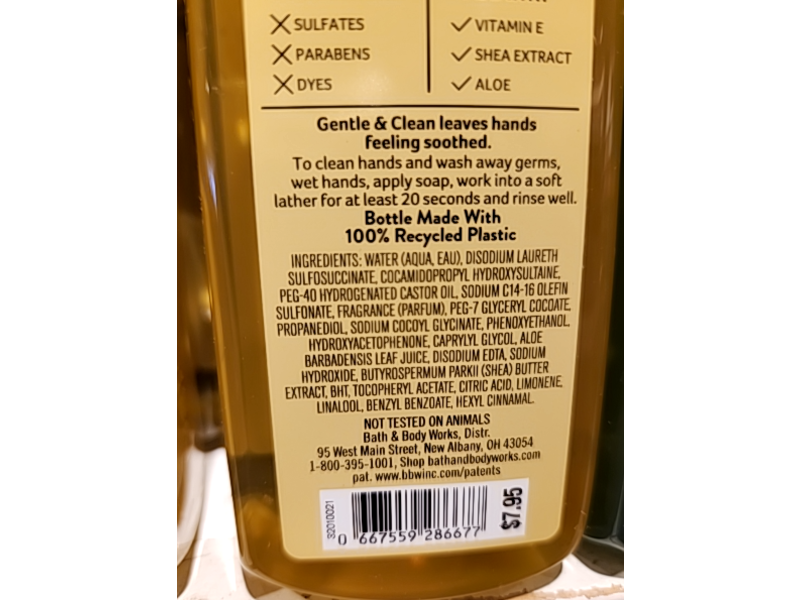 SULFATES
VITAMIN E
PARABENS
SHEA EXTRACT
DYES
ALOE
Gentle & Clean leaves hands
feeling soothed.
To clean hands and wash away germs,
wet hands, apply soap, work into a soft
lather for at least 20 seconds and rinse well.
Bottle Made With
100% Recycled Plastic
INGREDIENTS: WATER (AQUA, EAU), DISODIUM LAURETH
SULFOSUCCINATE, COCAMIDOPROPYL HYDROXYSULTAINE,
PEG-40 HYDROGENATED CASTOR OIL, SODIUM C14-16 OLEFIN
SULFONATE, FRAGRANCE (PARFUM), PEG-7 GLYCERYL COCOATE,
PROPANEDIOL, SODIUM COCOYL GLYCINATE, PHENOXYETHANOL,
HYDROXYACETOPHENONE, CAPRYLYL GLYCOL, ALOE
BARBADENSIS LEAF JUICE, DISODIUM EDTA, SODIUM
HYDROXIDE, BUTYROSPERMUM PARKII (SHEA) BUTTER
EXTRACT, BHT, TOCOPHERYL ACETATE, CITRIC ACID, LIMONENE,
LINALOOL, BENZYL BENZOATE, HEXYL CINNAMAL.
NOT TESTED ON ANIMALS
Bath & Body Works, Distr.
95 West Main Street, New Albany, OH 43054
1-800-395-1001, Shop bathandbodyworks.com
pat. www.bbwinc.com/patents
32010021
0 667559 286677
$7.95